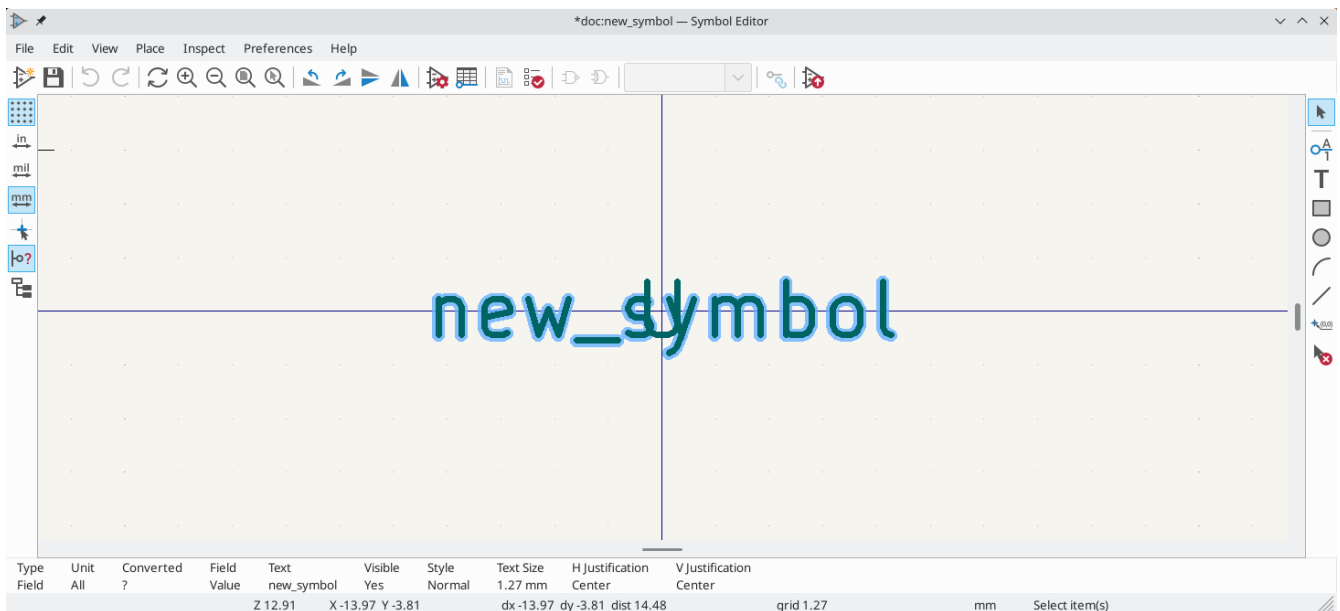 *doc:new_symbol — Symbol Editor
File Edit View Place Inspect Preferences Help
in
mil
mm
A
1
T
(0,0)
?
new_symbol
U
Type Unit Converted Field Text Visible Style Text Size H Justification V Justification
Field All ? Value new_symbol Yes Normal 1.27 mm Center Center
Z 12.91 X -13.97 Y -3.81 dx -13.97 dy -3.81 dist 14.48 grid 1.27 mm Select item(s)